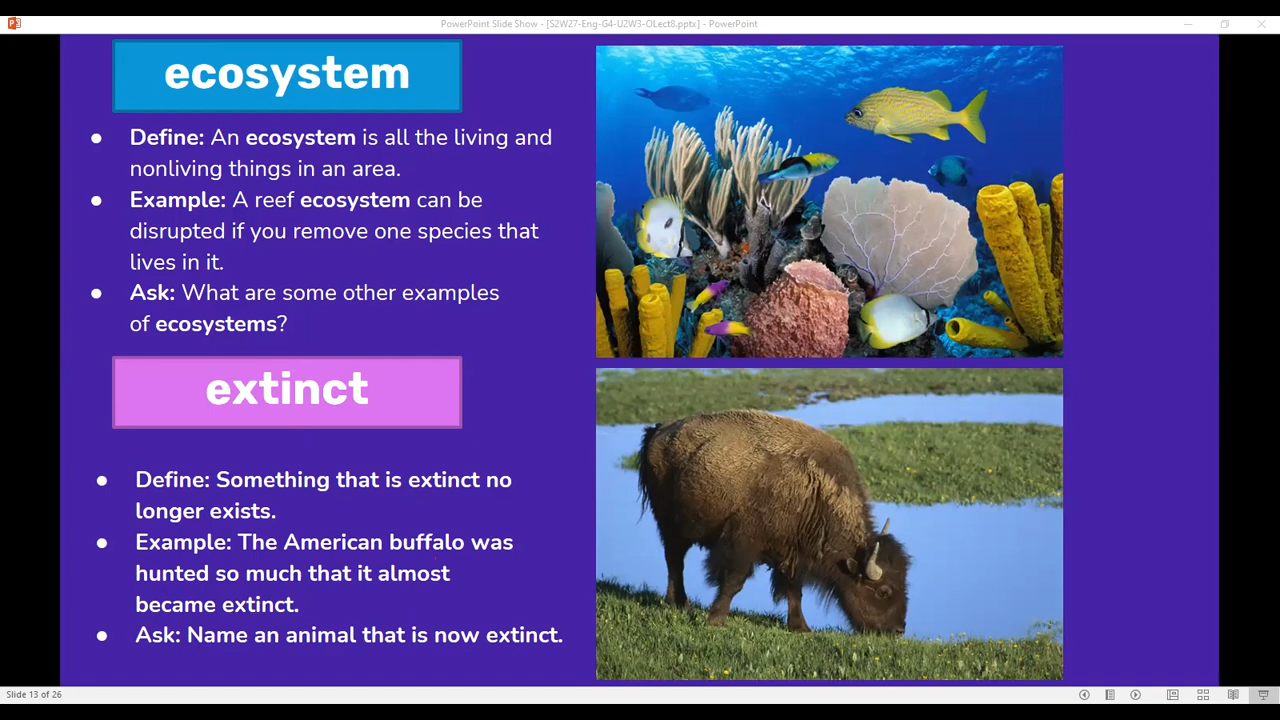 PowerPoint Slide Show - [S2W27-Eng-G4-U2W3-OLect8.pptx] - PowerPoint
ecosystem
● Define: An ecosystem is all the living and
nonliving things in an area.
● Example: A reef ecosystem can be
disrupted if you remove one species that
lives in it.
● Ask: What are some other examples
of ecosystems?
extinct
● Define: Something that is extinct no
longer exists.
● Example: The American buffalo was
hunted so much that it almost
became extinct.
● Ask: Name an animal that is now extinct.
Slide 13 of 26